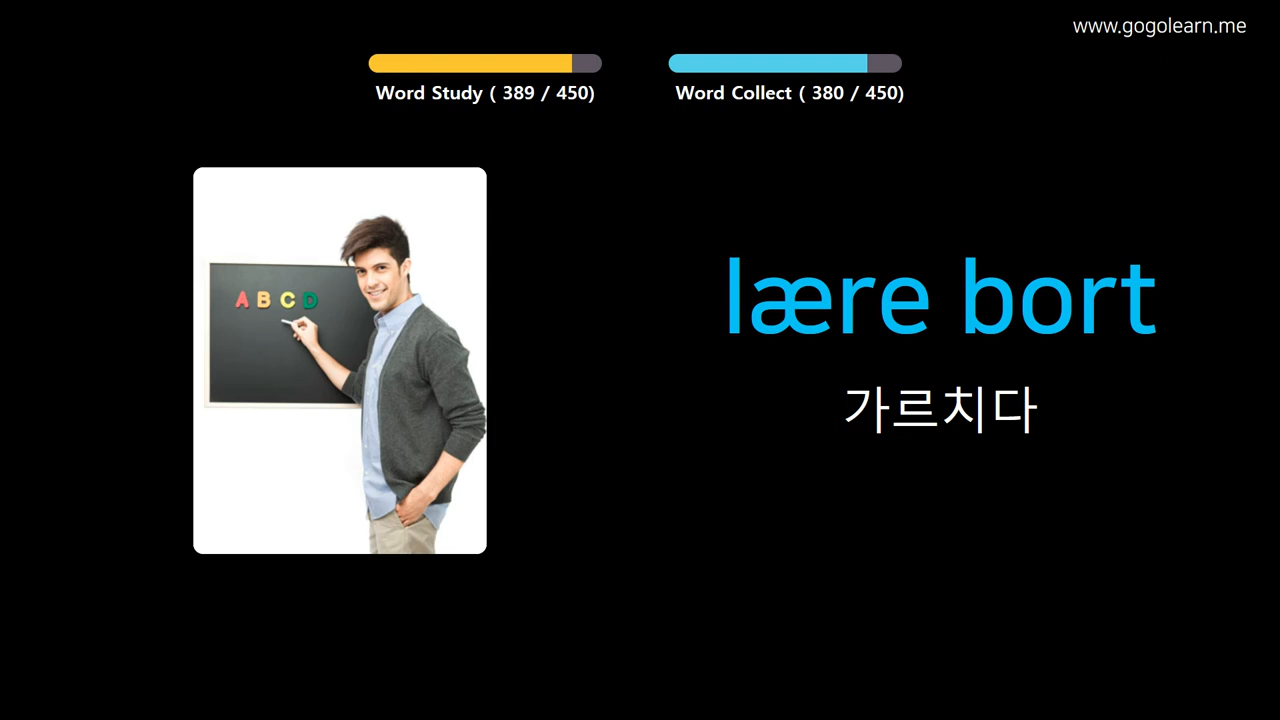 www.gogolearn.me
Word Study ( 389 / 450)
Word Collect ( 380 / 450)
A B C D
lære bort
가르치다